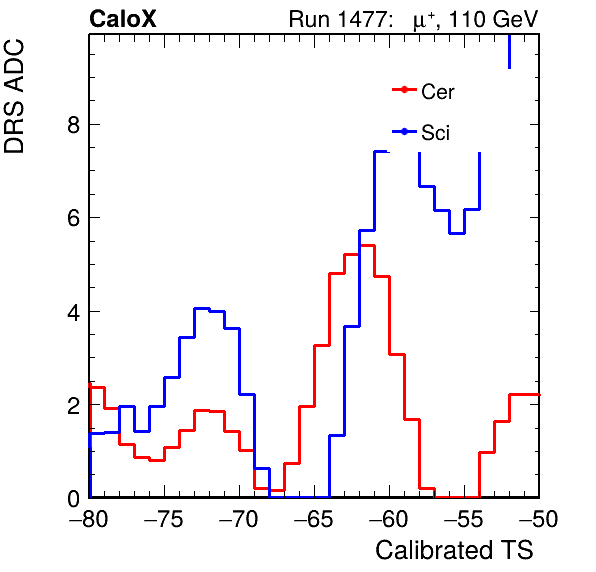 CaloX Run 1477: μ⁺, 110 GeV
DRS ADC
Cer
Sci
8
6
4
2
0
−80 −75 −70 −65 −60 −55 −50
Calibrated TS